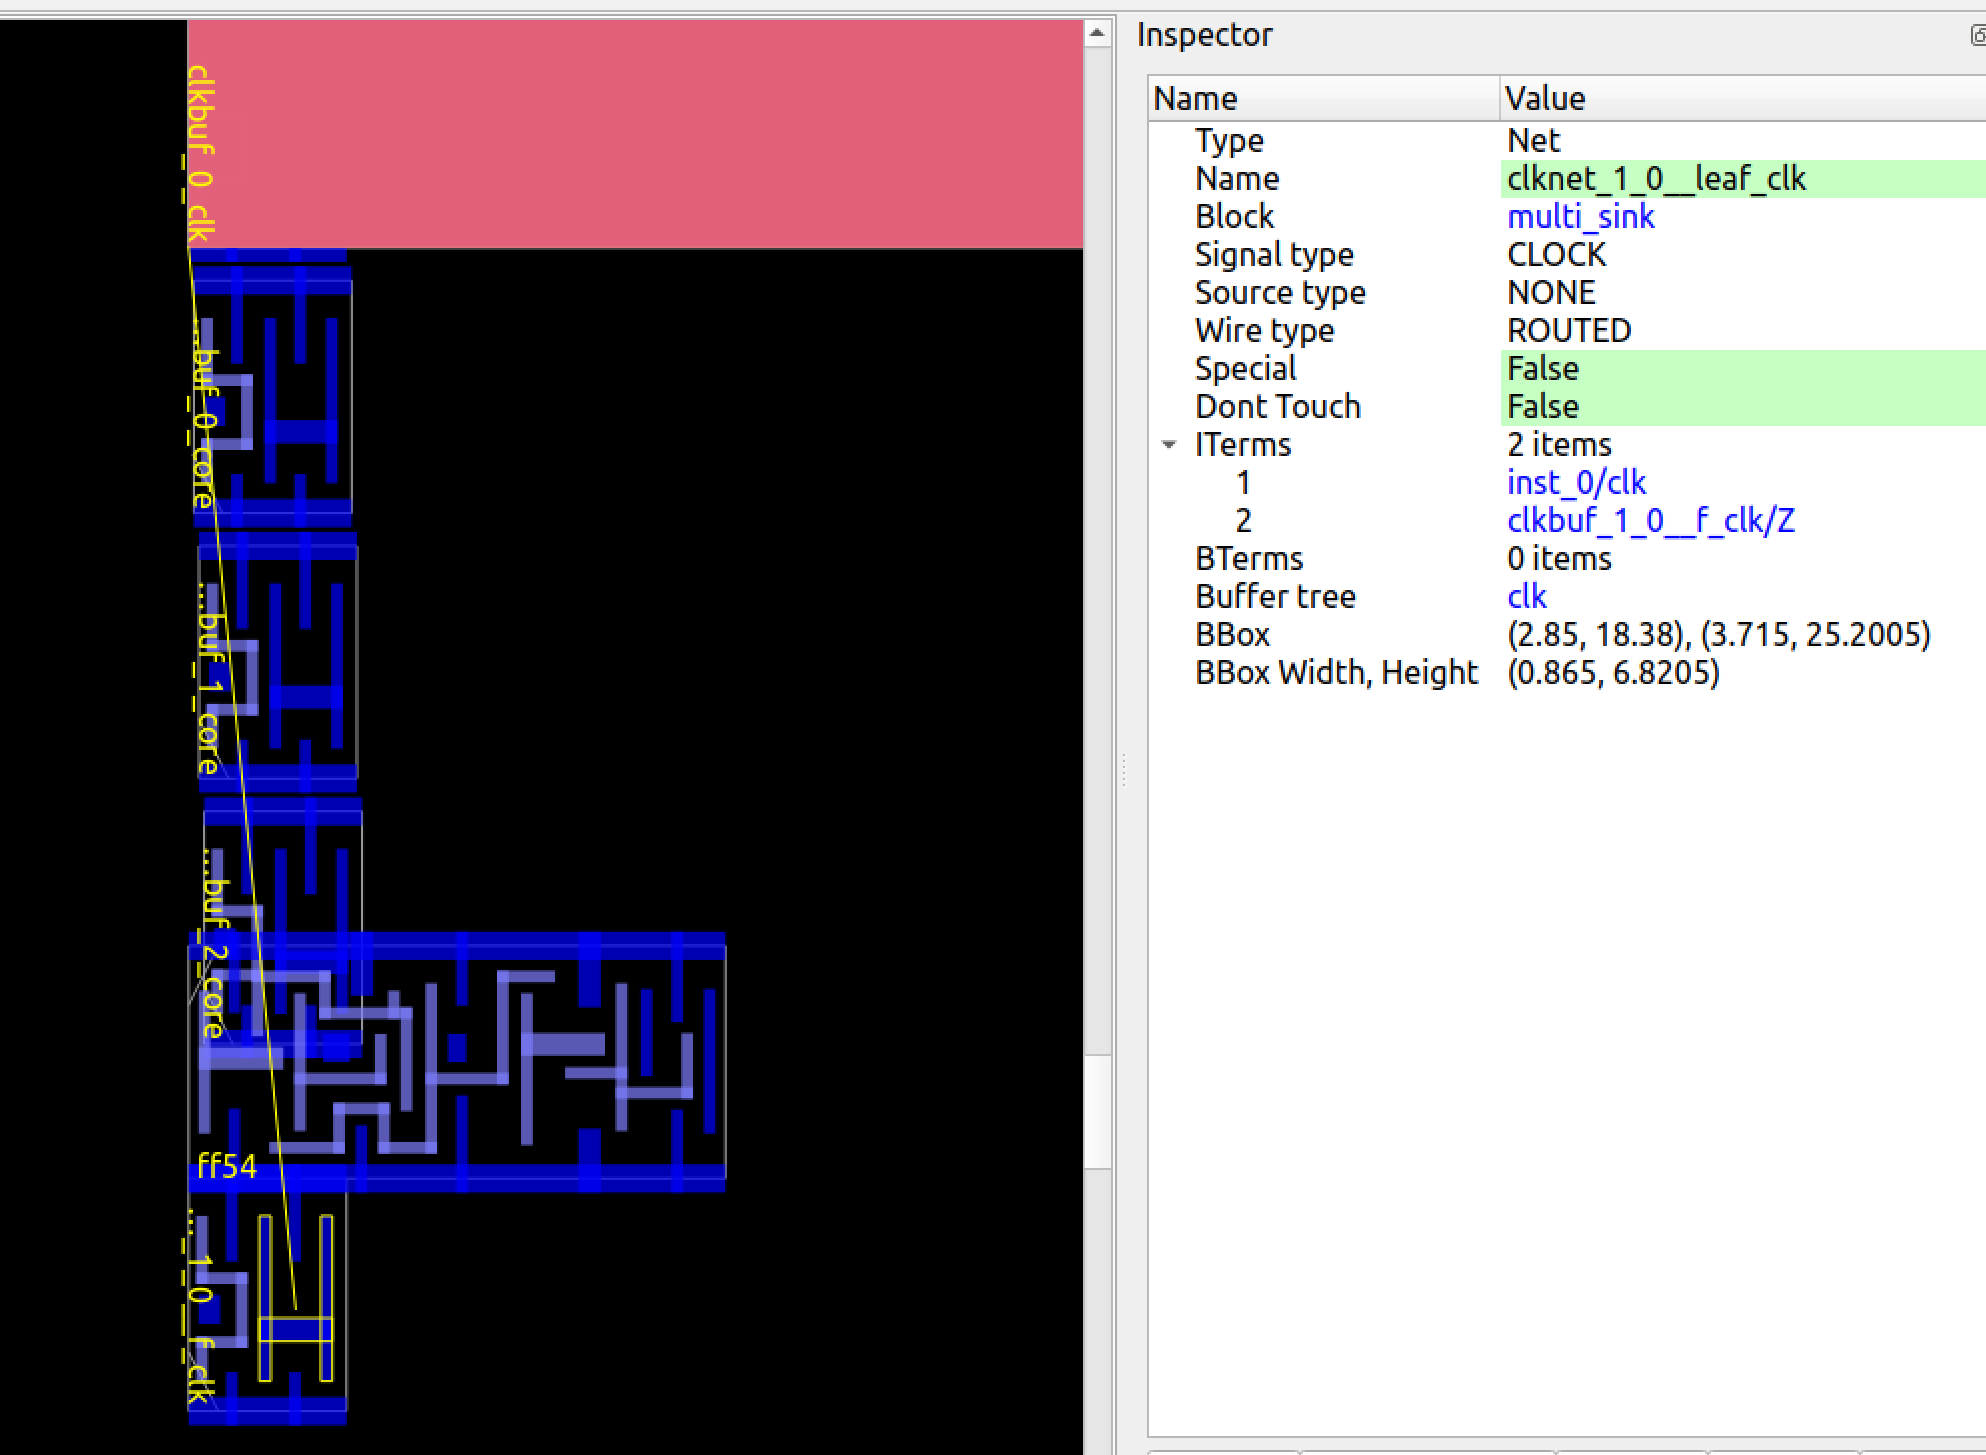 clkbuf_0_clk
...buf_0_core
...buf_1_core
...buf_2_core
ff54
..._1_0__f_clk
Inspector
Name Value
Type Net
Name clknet_1_0__leaf_clk
Block multi_sink
Signal type CLOCK
Source type NONE
Wire type ROUTED
Special False
Dont Touch False
ITerms 2 items
1 inst_0/clk
2 clkbuf_1_0__f_clk/Z
BTerms 0 items
Buffer tree clk
BBox (2.85, 18.38), (3.715, 25.2005)
BBox Width, Height (0.865, 6.8205)